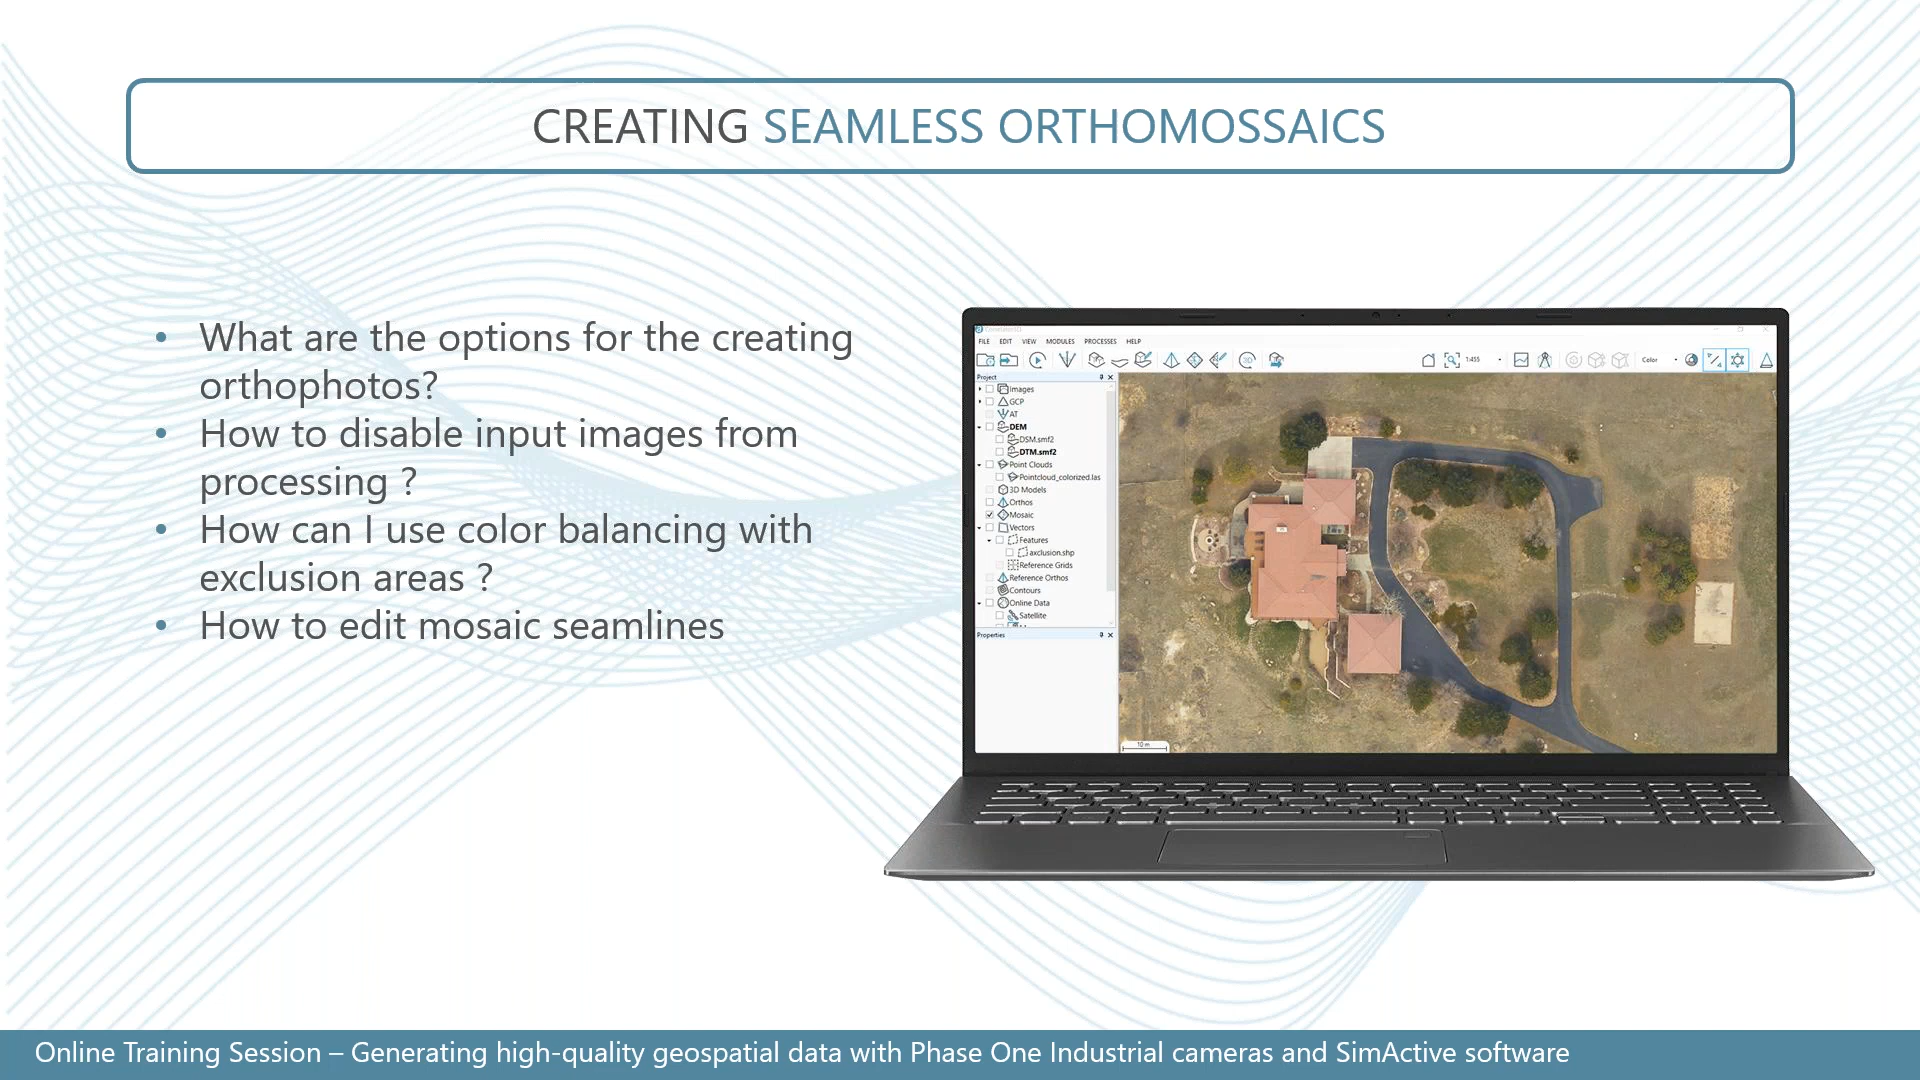 CREATING SEAMLESS ORTHOMOSSAICS
• What are the options for the creating
orthophotos?
• How to disable input images from
processing ?
• How can I use color balancing with
exclusion areas ?
• How to edit mosaic seamlines
FILE EDIT VIEW MODULES PROCESSES HELP
1:455
Color
Project
Images
GCP
AT
DEM
DSM.smf2
DTM.smf2
Point Clouds
Pointcloud_colorized.las
3D Models
Orthos
Mosaic
Vectors
Features
axclusion.shp
Reference Grids
Reference Orthos
Contours
Online Data
Satellite
Properties
10 m
Online Training Session – Generating high-quality geospatial data with Phase One Industrial cameras and SimActive software